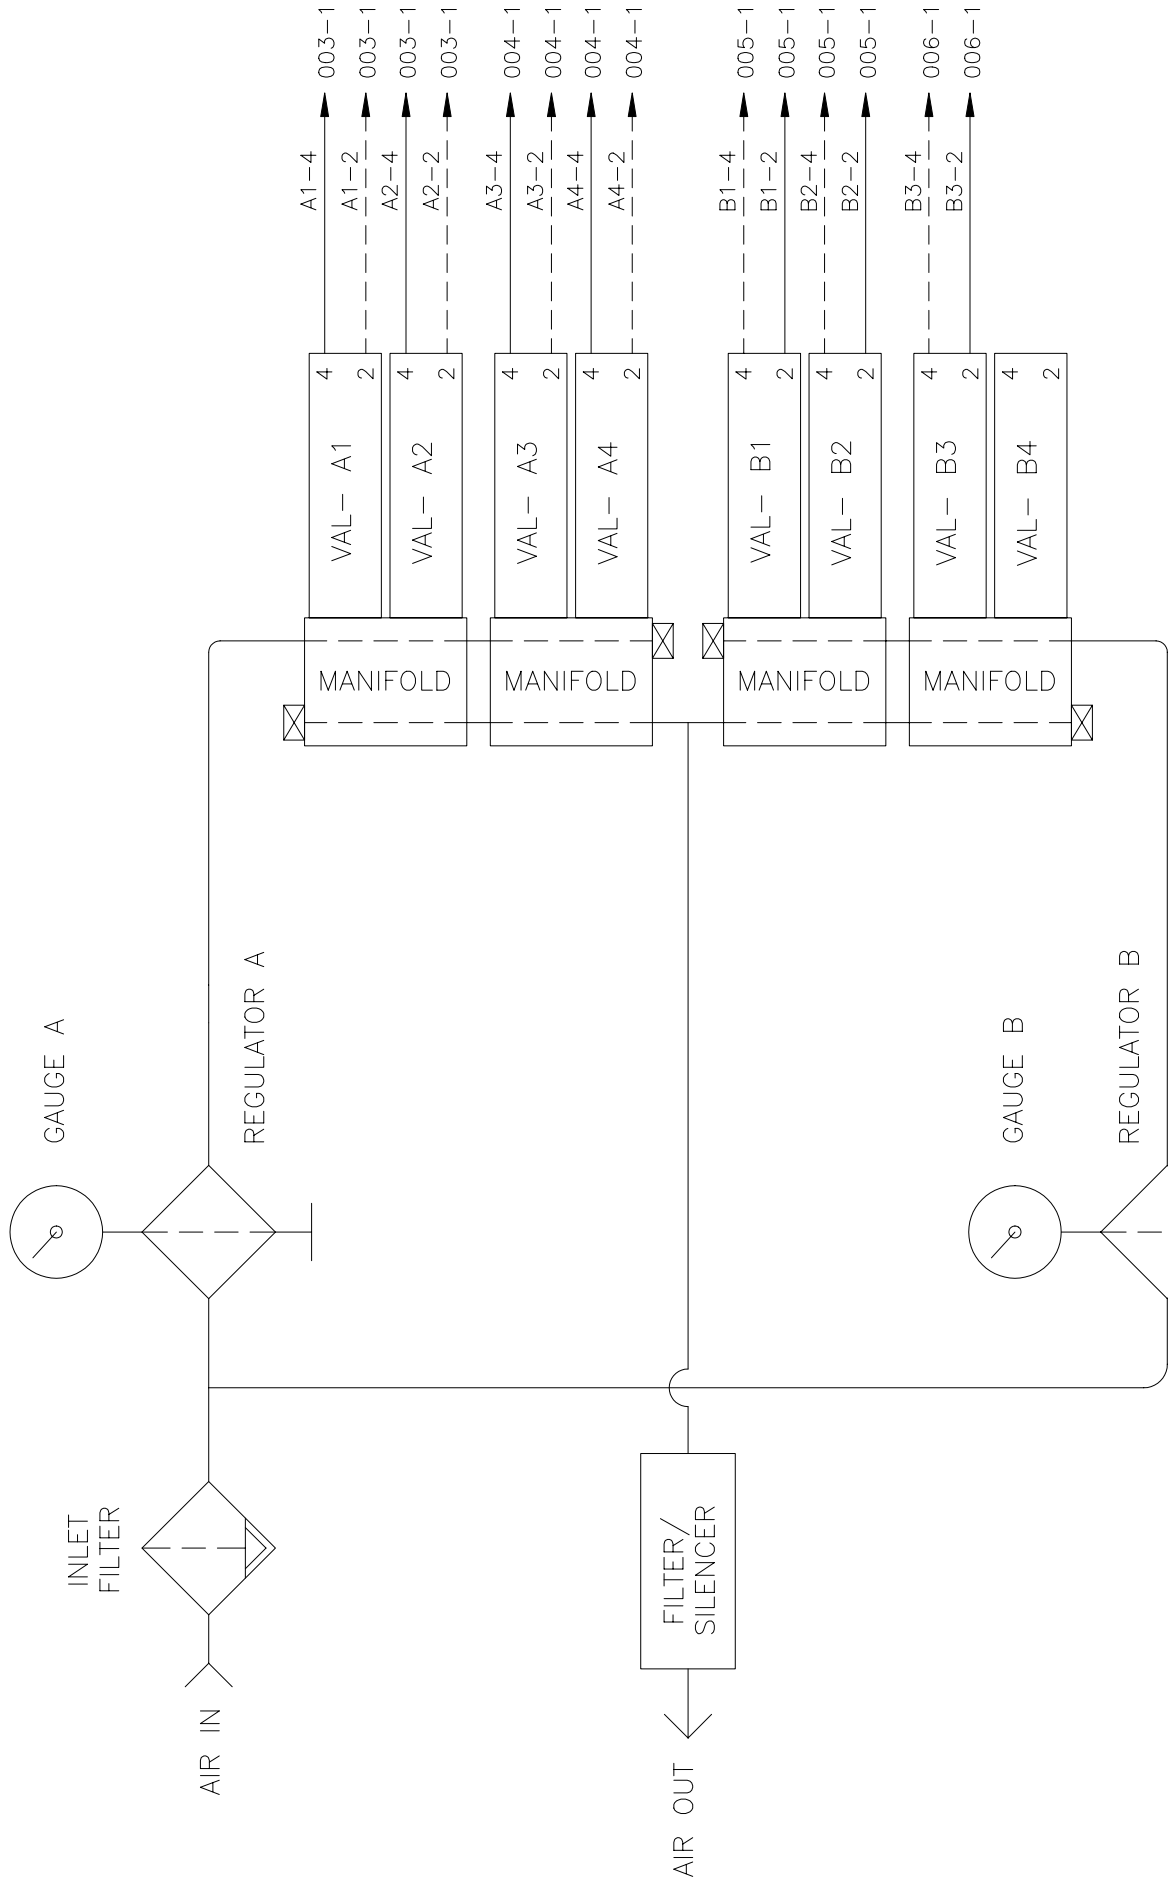 AIR IN
INLET
FILTER
GAUGE A
REGULATOR A
MANIFOLD
VAL- A1
4
2
A1-4
003-1
A1-2
003-1
VAL- A2
4
2
A2-4
003-1
A2-2
003-1
MANIFOLD
VAL- A3
4
2
A3-4
004-1
A3-2
004-1
VAL- A4
4
2
A4-4
004-1
A4-2
004-1
AIR OUT
FILTER/
SILENCER
MANIFOLD
VAL- B1
4
2
B1-4
005-1
B1-2
005-1
VAL- B2
4
2
B2-4
005-1
B2-2
005-1
MANIFOLD
VAL- B3
4
2
B3-4
006-1
B3-2
006-1
VAL- B4
4
2
GAUGE B
REGULATOR B